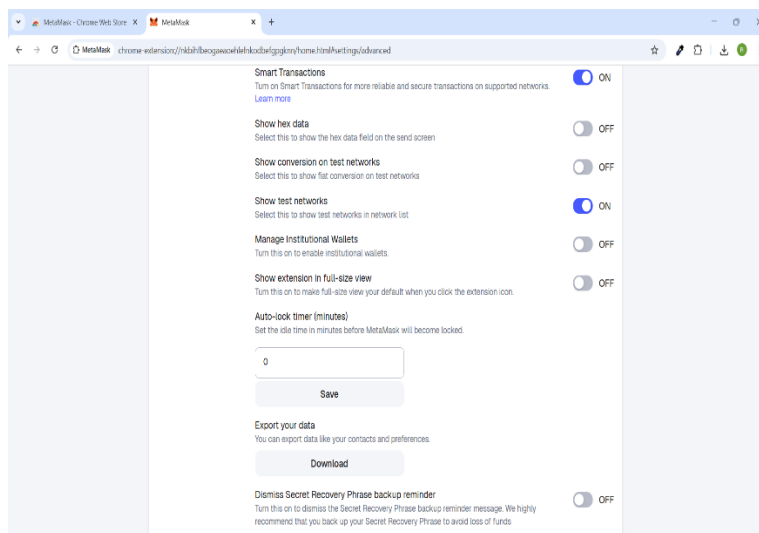 MetaMask - Chrome Web Store
MetaMask
MetaMask
chrome-extension://nkbihfbeogaeaoehlefnkodbefgpgknn/home.html#settings/advanced
Smart Transactions
ON
Turn on Smart Transactions for more reliable and secure transactions on supported networks.
Learn more
Show hex data
OFF
Select this to show the hex data field on the send screen
Show conversion on test networks
OFF
Select this to show fiat conversion on test networks
Show test networks
ON
Select this to show test networks in network list
Manage Institutional Wallets
OFF
Turn this on to enable institutional wallets.
Show extension in full-size view
OFF
Turn this on to make full-size view your default when you click the extension icon.
Auto-lock timer (minutes)
Set the idle time in minutes before MetaMask will become locked.
0
Save
Export your data
You can export data like your contacts and preferences.
Download
Dismiss Secret Recovery Phrase backup reminder
OFF
Turn this on to dismiss the Secret Recovery Phrase backup reminder message. We highly
recommend that you back up your Secret Recovery Phrase to avoid loss of funds